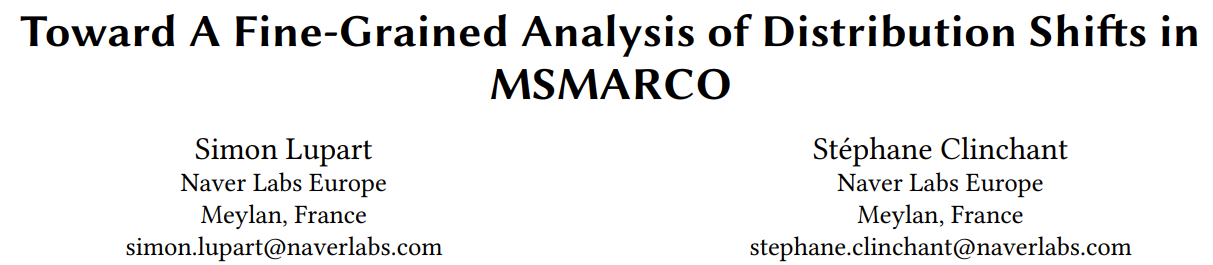 Toward A Fine-Grained Analysis of Distribution Shifts in
MSMARCO
Simon Lupart
Naver Labs Europe
Meylan, France
simon.lupart@naverlabs.com
Stéphane Clinchant
Naver Labs Europe
Meylan, France
stephane.clinchant@naverlabs.com